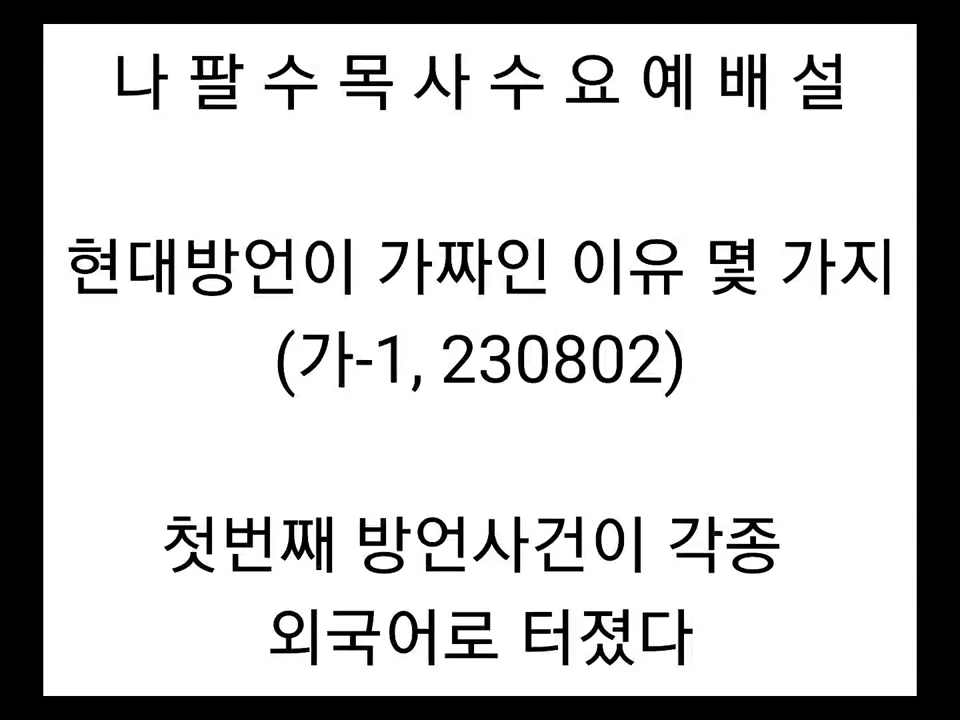 나 팔 수 목 사 수 요 예 배 설
현대방언이 가짜인 이유 몇 가지
(가-1, 230802)
첫번째 방언사건이 각종
외국어로 터졌다